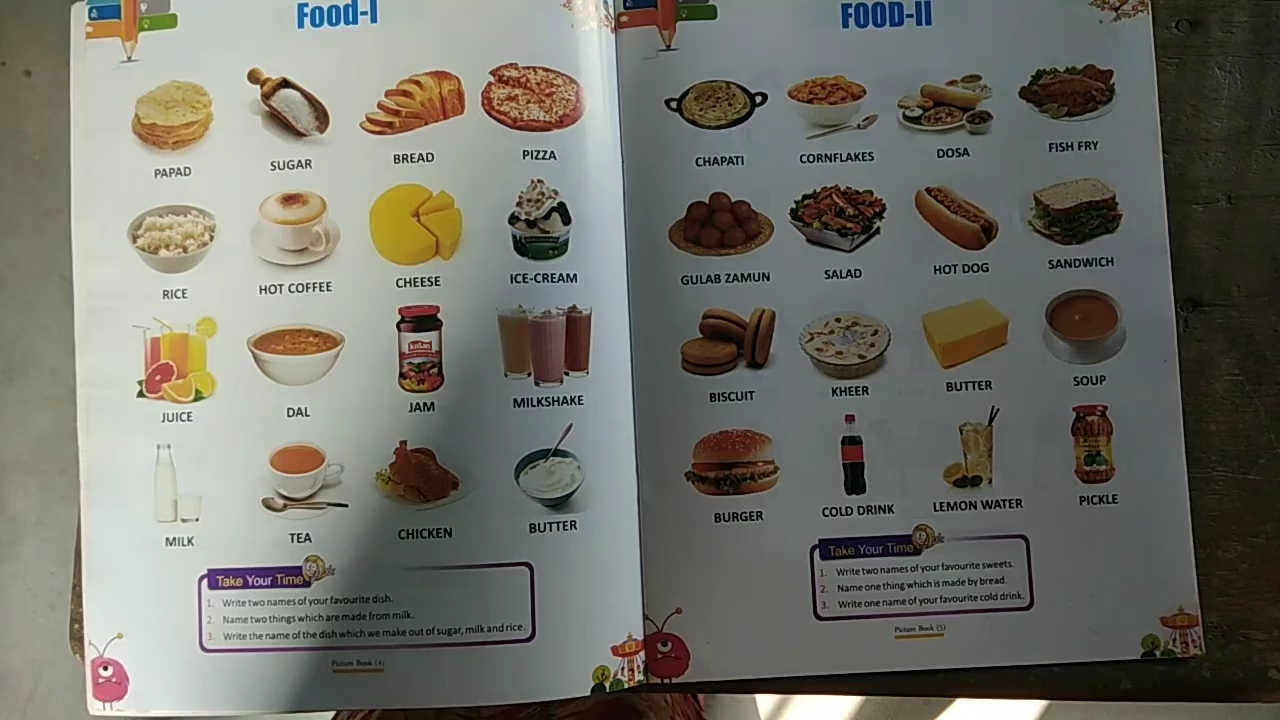 Food-I
PAPAD
SUGAR
BREAD
PIZZA
RICE
HOT COFFEE
CHEESE
ICE-CREAM
JUICE
DAL
JAM
MILKSHAKE
MILK
TEA
CHICKEN
BUTTER
Take Your Time
1. Write two names of your favourite dish.
2. Name two things which are made from milk.
3. Write the name of the dish which we make out of sugar, milk and rice.
Picture Book (4)
FOOD-II
CHAPATI
CORNFLAKES
DOSA
FISH FRY
GULAB ZAMUN
SALAD
HOT DOG
SANDWICH
BISCUIT
KHEER
BUTTER
SOUP
BURGER
COLD DRINK
LEMON WATER
PICKLE
Take Your Time
1. Write two names of your favourite sweets.
2. Name one thing which is made by bread.
3. Write one name of your favourite cold drink.
Picture Book (5)